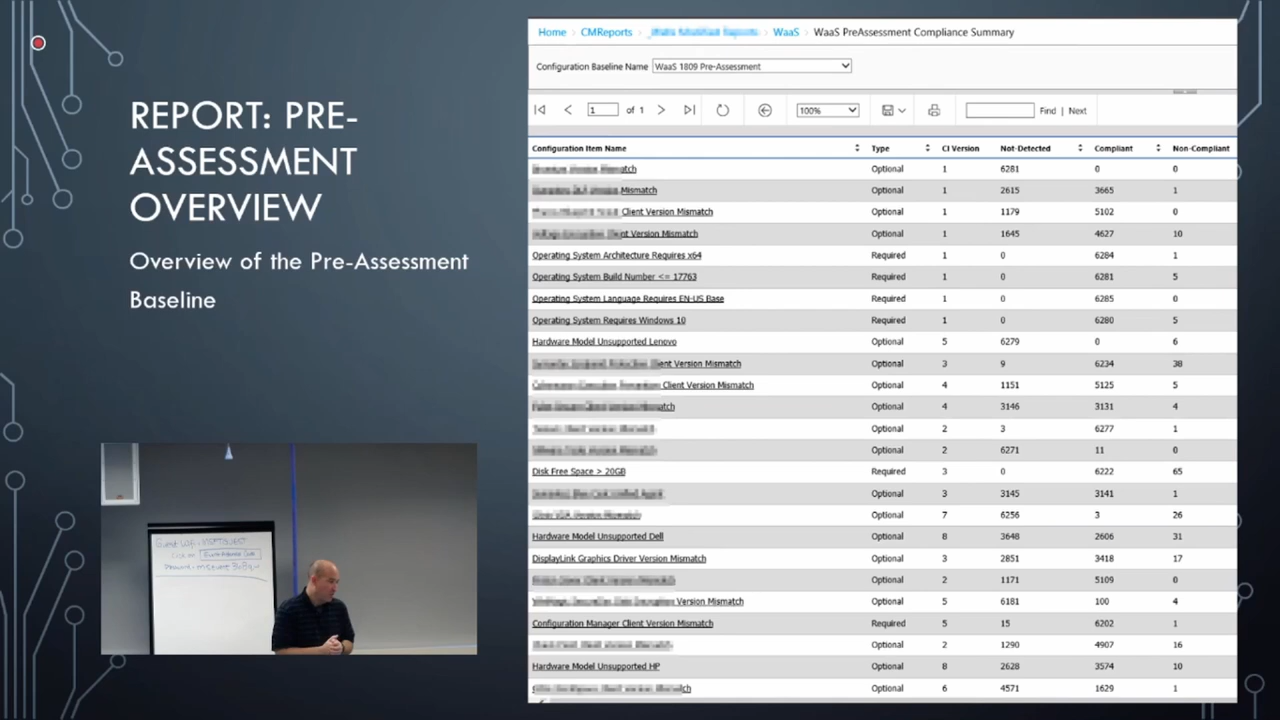 REPORT: PRE-
ASSESSMENT
OVERVIEW
Overview of the Pre-Assessment
Baseline
Home > CMReports > WaaS > WaaS PreAssessment Compliance Summary
Configuration Baseline Name WaaS 1809 Pre-Assessment
1 of 1 100% Find | Next
Configuration Item Name Type CI Version Not-Detected Compliant Non-Compliant
Optional 1 6281 0 0
Mismatch Optional 1 2615 3665 1
Client Version Mismatch Optional 1 1179 5102 0
Version Mismatch Optional 1 1645 4627 10
Operating System Architecture Requires x64 Required 1 0 6284 1
Operating System Build Number <= 17763 Required 1 0 6281 5
Operating System Language Requires EN-US Base Required 1 0 6285 0
Operating System Requires Windows 10 Required 1 0 6280 5
Hardware Model Unsupported Lenovo Optional 5 6279 0 6
Version Mismatch Optional 3 9 6234 38
Client Version Mismatch Optional 4 1151 5125 5
Optional 4 3146 3131 4
Optional 2 3 6277 1
Optional 2 6271 11 0
Disk Free Space > 20GB Required 3 0 6222 65
Optional 3 3145 3141 1
Optional 7 6256 3 26
Hardware Model Unsupported Dell Optional 8 3648 2606 31
DisplayLink Graphics Driver Version Mismatch Optional 3 2851 3418 17
Optional 2 1171 5109 0
Version Mismatch Optional 5 6181 100 4
Configuration Manager Client Version Mismatch Required 5 15 6202 1
Optional 2 1290 4907 16
Hardware Model Unsupported HP Optional 8 2628 3574 10
Optional 6 4571 1629 1